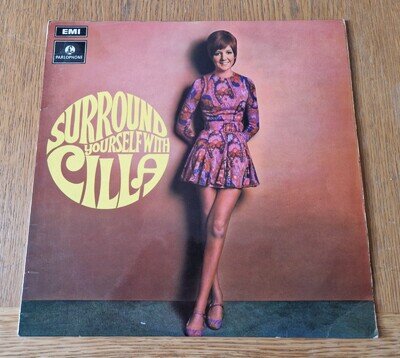 EMI
PARLOPHONE
SURROUND
YOURSELF WITH
CILLA